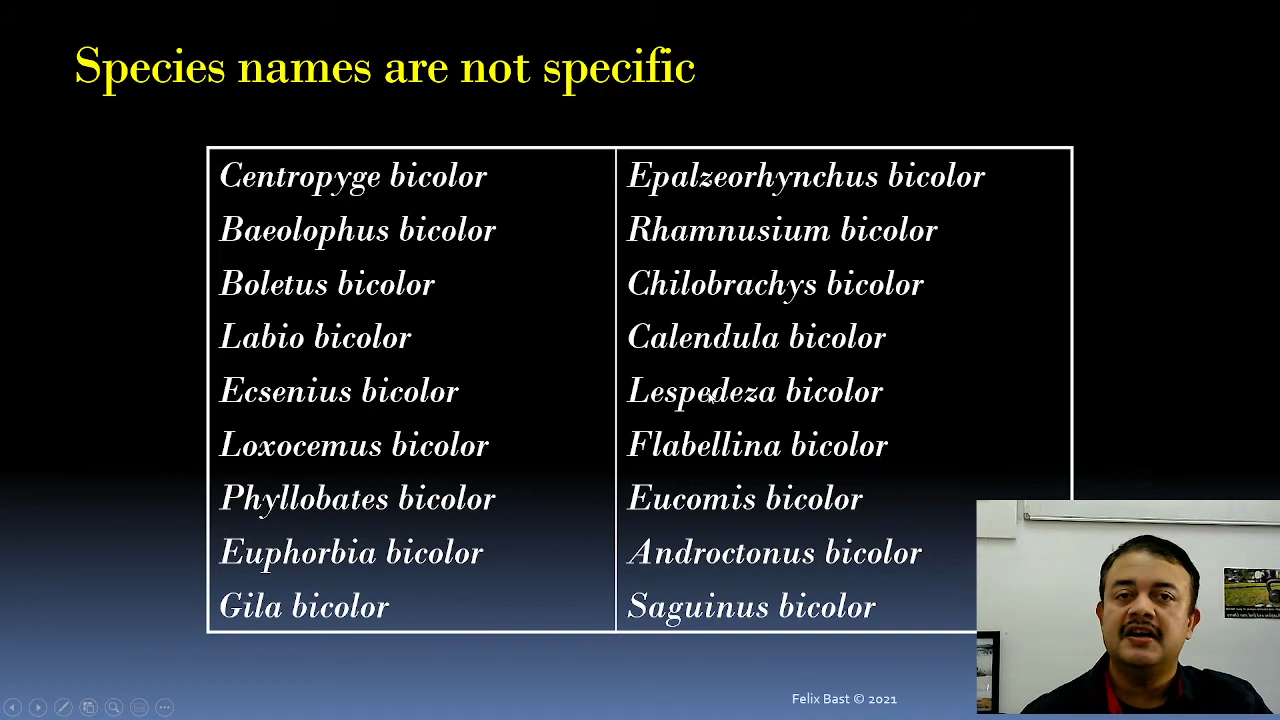 Species names are not specific
Centropyge bicolor
Baeolophus bicolor
Boletus bicolor
Labio bicolor
Ecsenius bicolor
Loxocemus bicolor
Phyllobates bicolor
Euphorbia bicolor
Gila bicolor
Epalzeorhynchus bicolor
Rhamnusium bicolor
Chilobrachys bicolor
Calendula bicolor
Lespedeza bicolor
Flabellina bicolor
Eucomis bicolor
Androctonus bicolor
Saguinus bicolor
Felix Bast © 2021